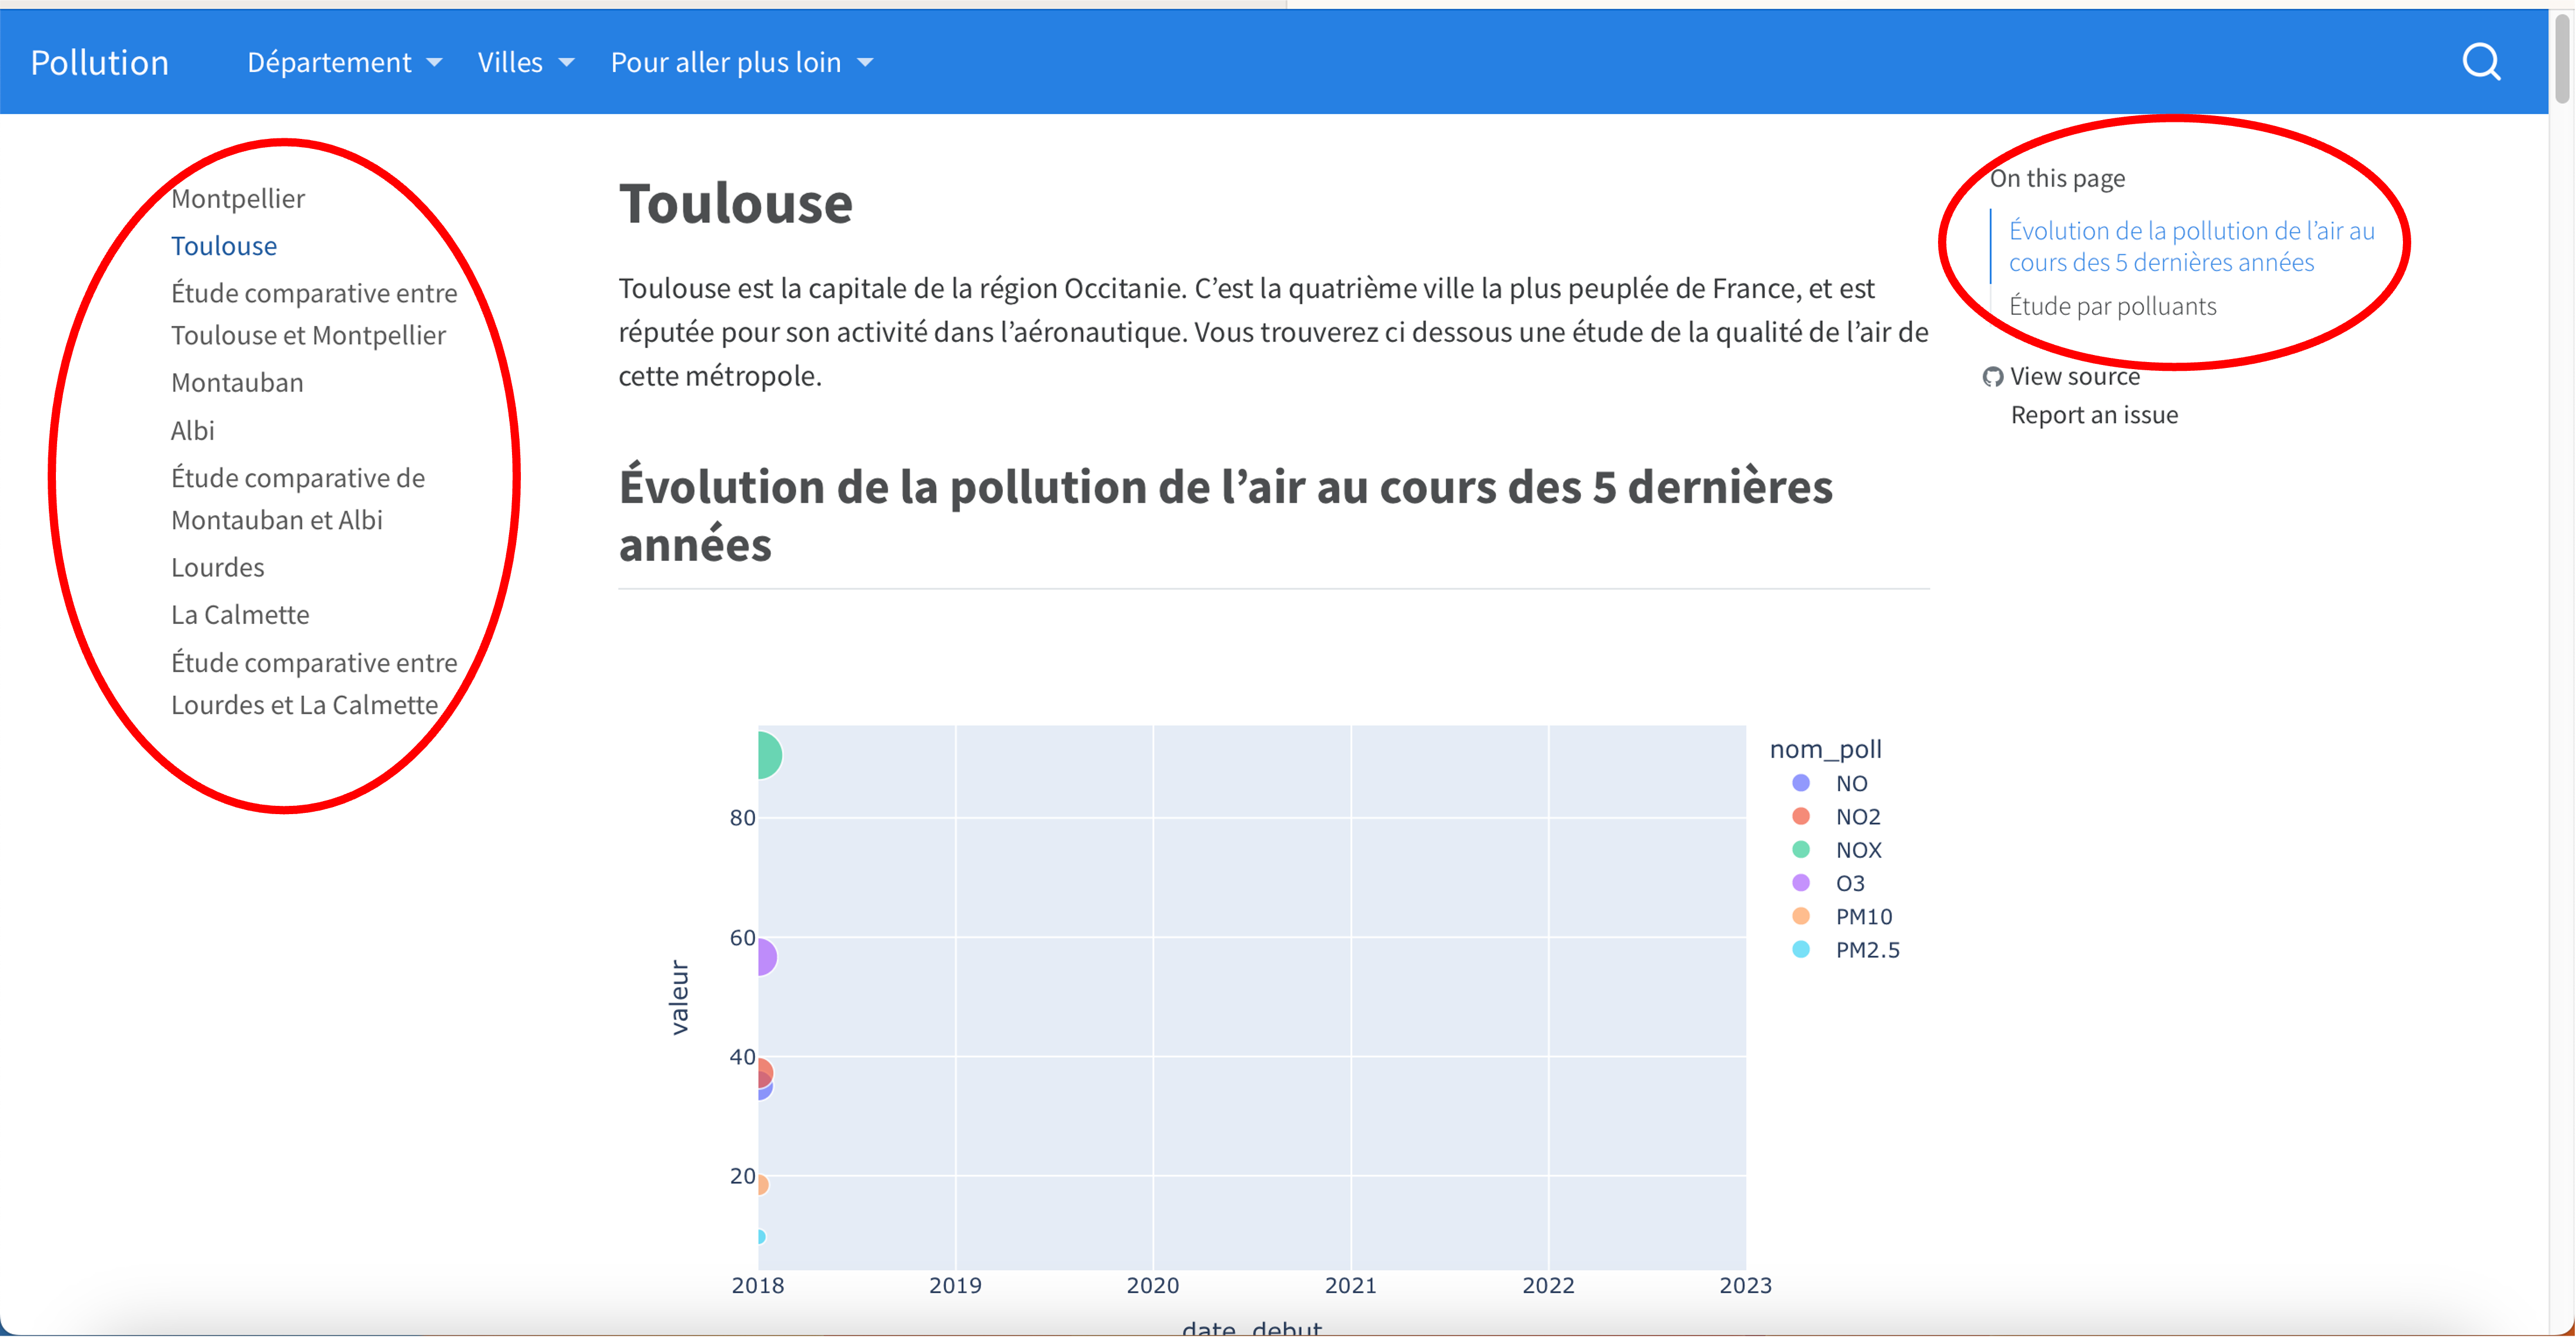 Pollution Département Villes Pour aller plus loin
Montpellier
Toulouse
Étude comparative entre
Toulouse et Montpellier
Montauban
Albi
Étude comparative de
Montauban et Albi
Lourdes
La Calmette
Étude comparative entre
Lourdes et La Calmette
Toulouse
Toulouse est la capitale de la région Occitanie. C’est la quatrième ville la plus peuplée de France, et est
réputée pour son activité dans l’aéronautique. Vous trouverez ci dessous une étude de la qualité de l’air de
cette métropole.
Évolution de la pollution de l’air au cours des 5 dernières
années
valeur
80
60
40
20
2018 2019 2020 2021 2022 2023
date_debut
nom_poll
NO
NO2
NOX
O3
PM10
PM2.5
On this page
Évolution de la pollution de l’air au
cours des 5 dernières années
Étude par polluants
View source
Report an issue